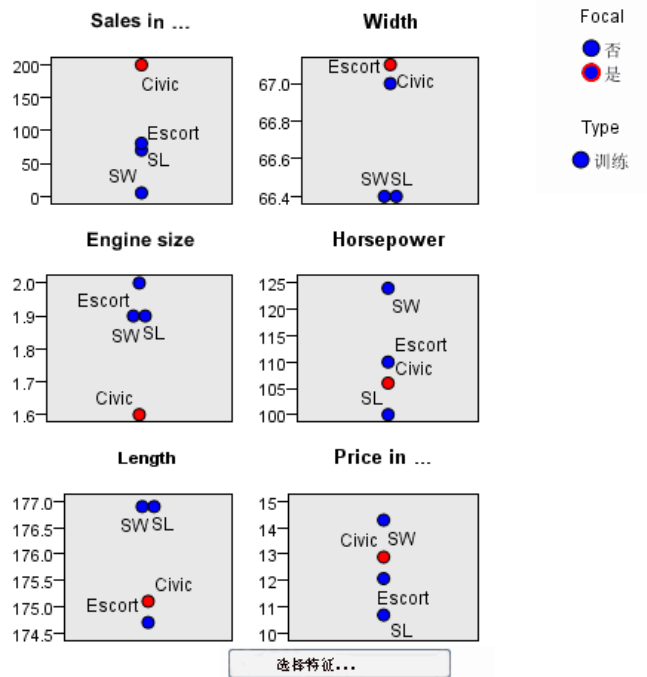 Sales in ...
200
150
100
50
0
Civic
Escort
SL
SW
Width
67.0
66.8
66.6
66.4
Escort
Civic
SW SL
Focal
否
是
Type
训练
Engine size
2.0
1.9
1.8
1.7
1.6
Escort
SW SL
Civic
Horsepower
125
120
115
110
105
100
SW
Escort
Civic
SL
Length
177.0
176.5
176.0
175.5
175.0
174.5
SW SL
Civic
Escort
Price in ...
15
14
13
12
11
10
Civic SW
Escort
SL
选择特征...